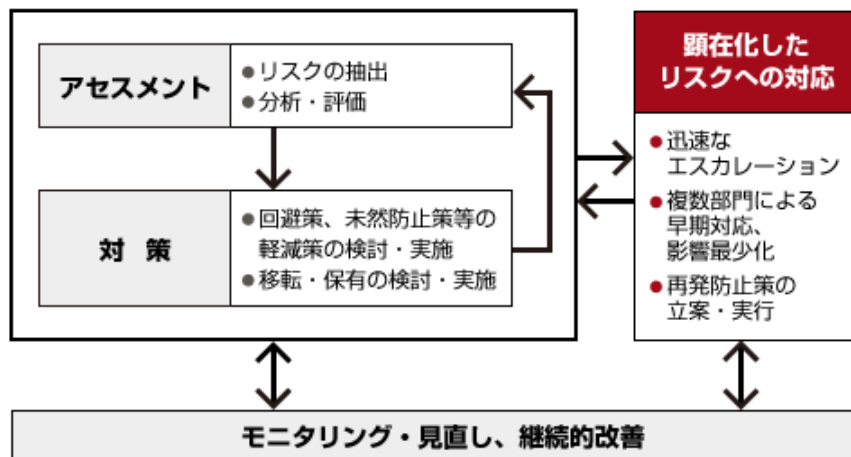 アセスメント
●リスクの抽出
●分析・評価
対 策
●回避策、未然防止策等の
軽減策の検討・実施
●移転・保有の検討・実施
顕在化した
リスクへの対応
●迅速な
エスカレーション
●複数部門による
早期対応、
影響最少化
●再発防止策の
立案・実行
モニタリング・見直し、継続的改善